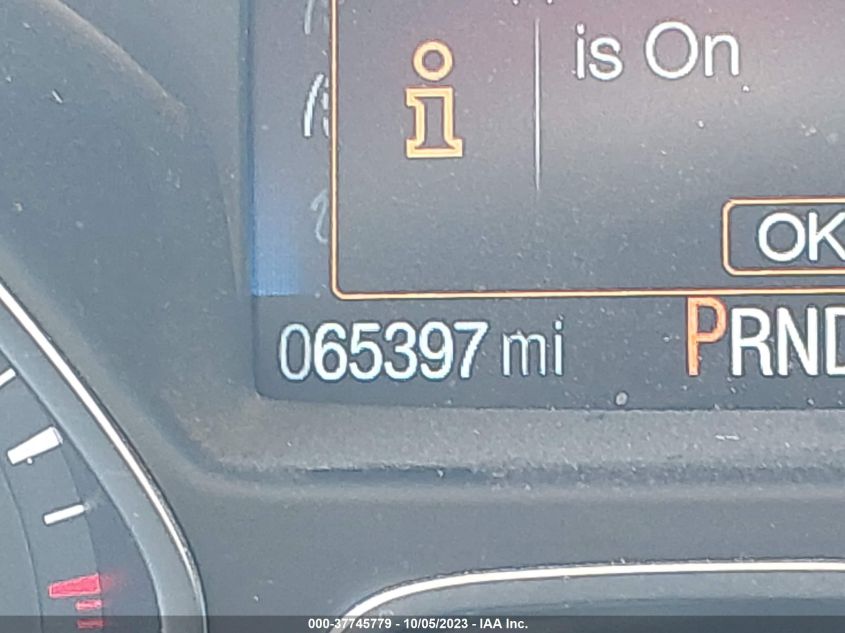 is On
OK
065397 mi
PRND
000-37745779 - 10/05/2023 - IAA Inc.